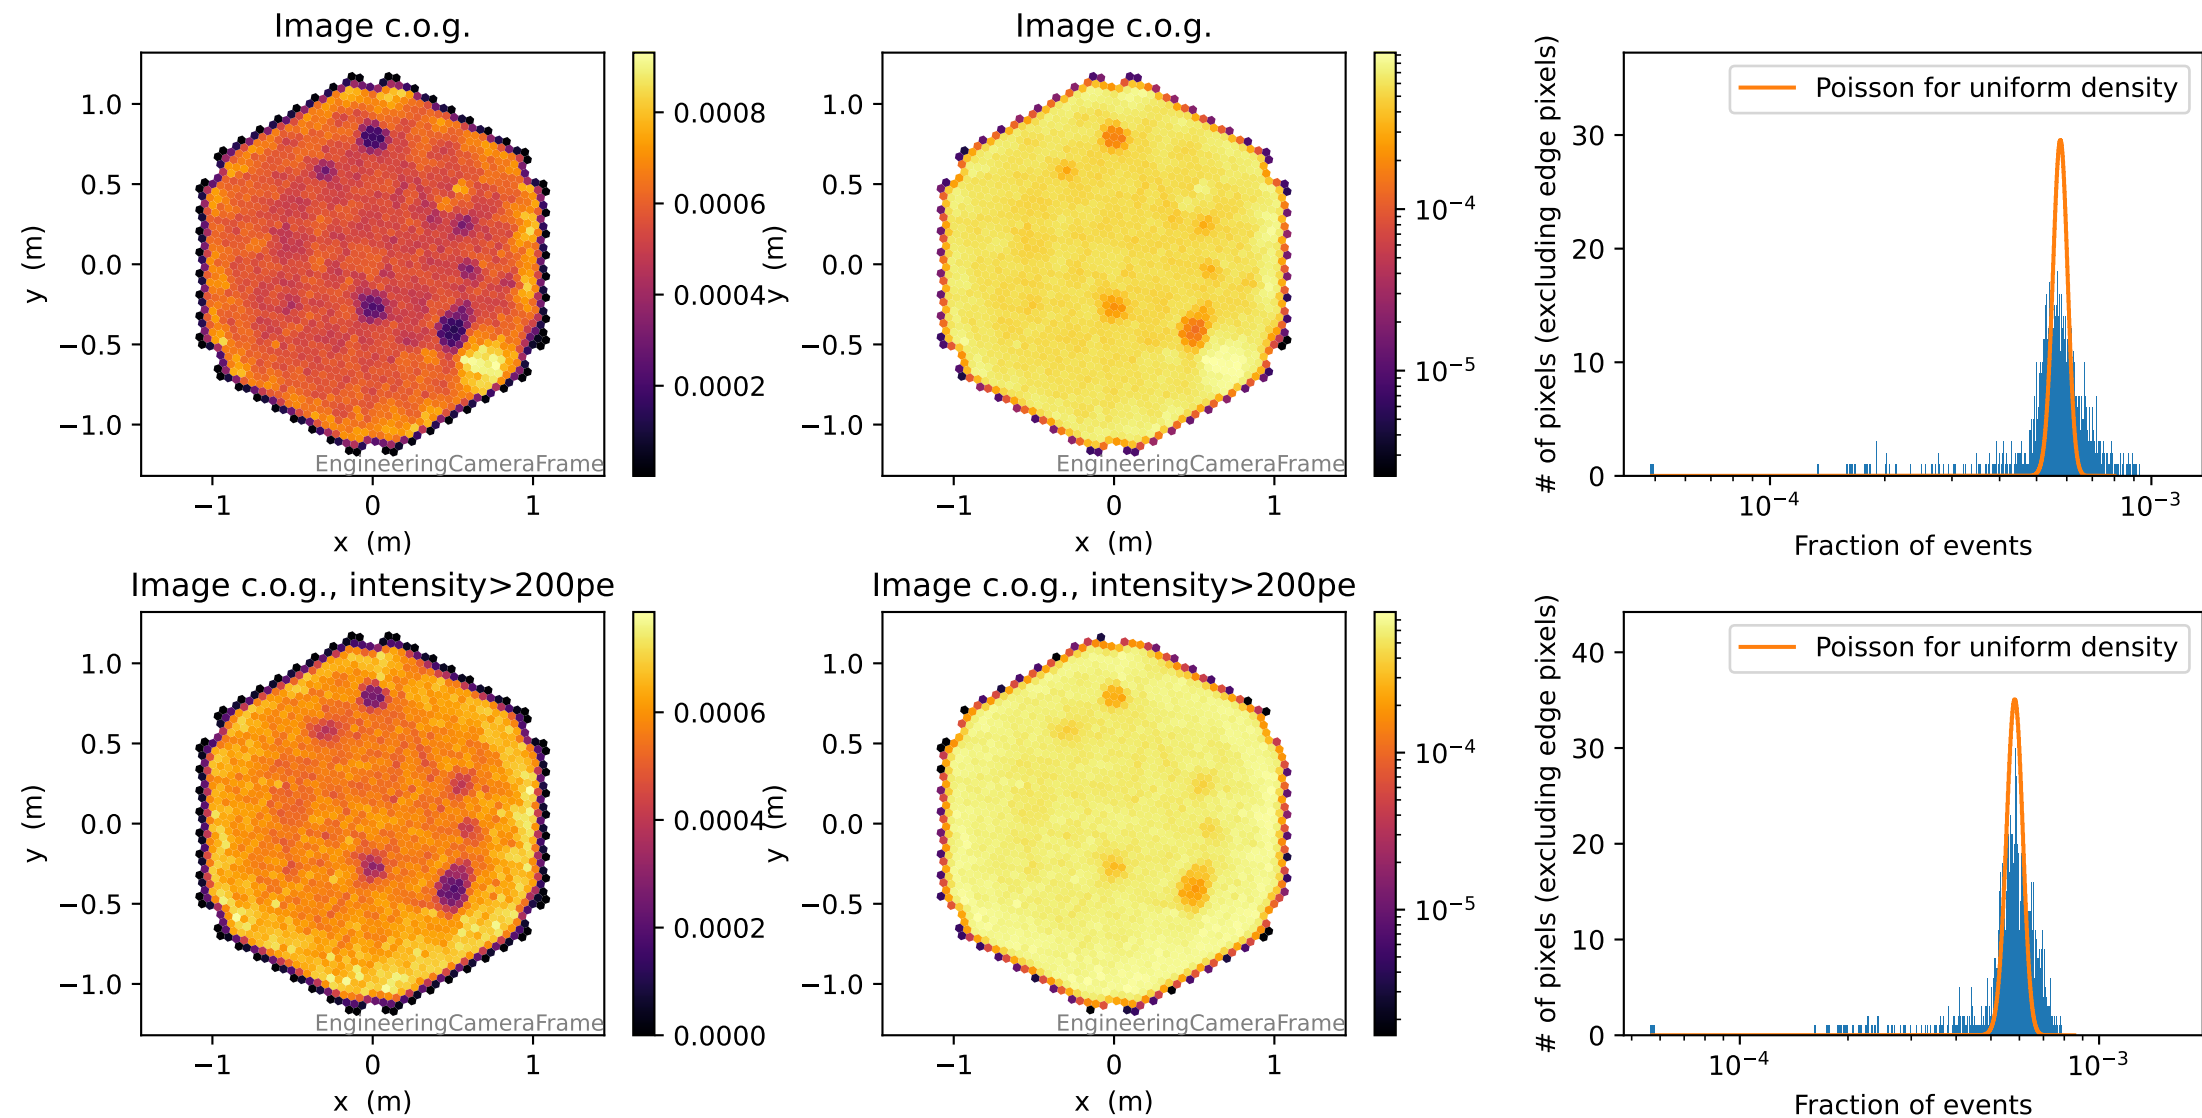 Image c.o.g.
1.0
0.5
0.0
−0.5
−1.0
y (m)
−1
0
1
x (m)
EngineeringCameraFrame
0.0008
0.0006
0.0004
0.0002
Image c.o.g.
1.0
0.5
0.0
−0.5
−1.0
y (m)
−1
0
1
x (m)
EngineeringCameraFrame
10⁻⁴
10⁻⁵
# of pixels (excluding edge pixels)
30
20
10
0
Poisson for uniform density
10⁻⁴
10⁻³
Fraction of events
Image c.o.g., intensity>200pe
1.0
0.5
0.0
−0.5
−1.0
y (m)
−1
0
1
x (m)
EngineeringCameraFrame
0.0006
0.0004
0.0002
0.0000
Image c.o.g., intensity>200pe
1.0
0.5
0.0
−0.5
−1.0
y (m)
−1
0
1
x (m)
EngineeringCameraFrame
10⁻⁴
10⁻⁵
# of pixels (excluding edge pixels)
40
30
20
10
0
Poisson for uniform density
10⁻⁴
10⁻³
Fraction of events